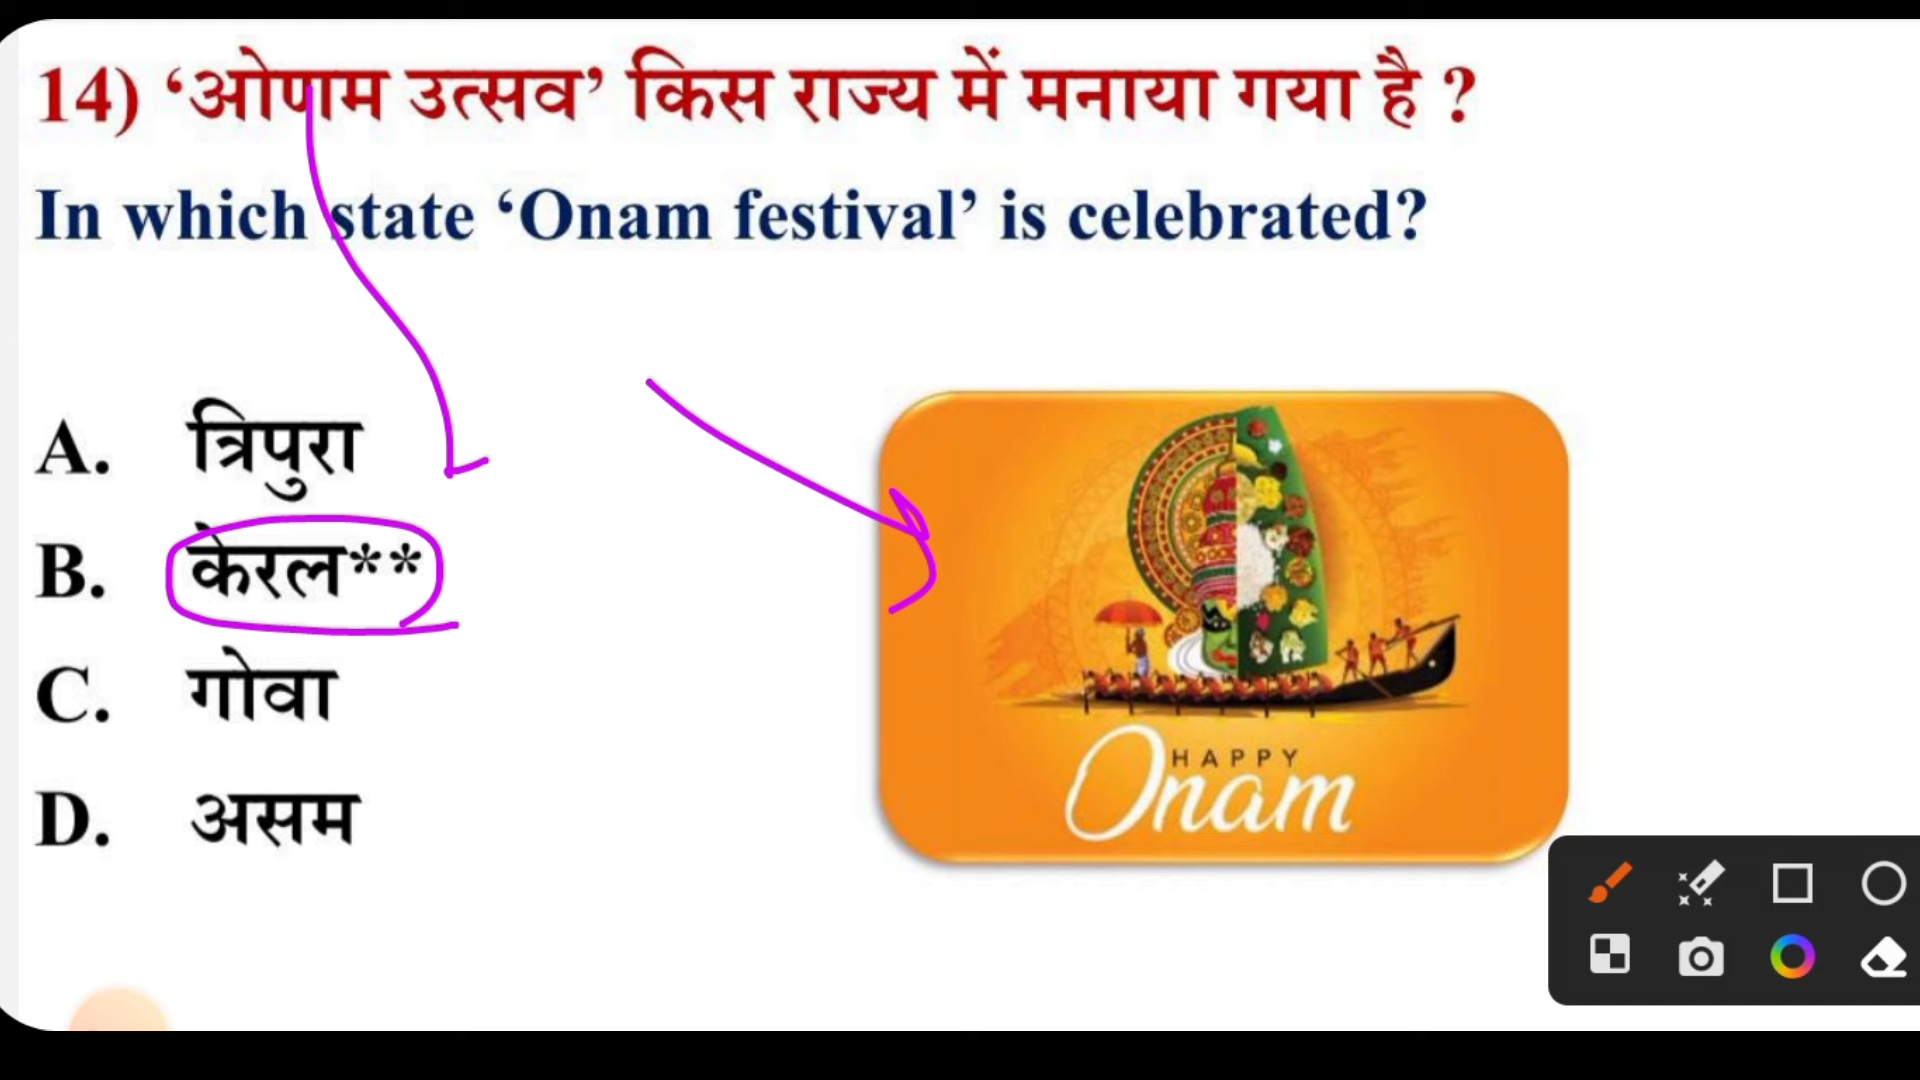 14) ‘ओणम उत्सव’ किस राज्य में मनाया गया है ?
In which state ‘Onam festival’ is celebrated?
A. त्रिपुरा
B. केरल**
C. गोवा
D. असम
HAPPY
Onam